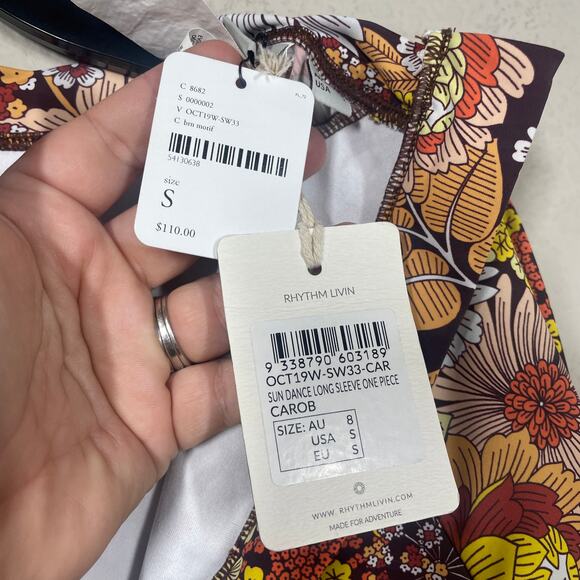 C 8682
S 0000002
V OCT19W-SW33
C brn motif
54130638
size
S
$110.00
USA
RHYTHM LIVIN
9 338790 603189
OCT19W-SW33-CAR
SUN DANCE LONG SLEEVE ONE PIECE
CAROB
SIZE: AU 8
USA S
EU S
WWW.RHYTHMLIVIN.COM
MADE FOR ADVENTURE